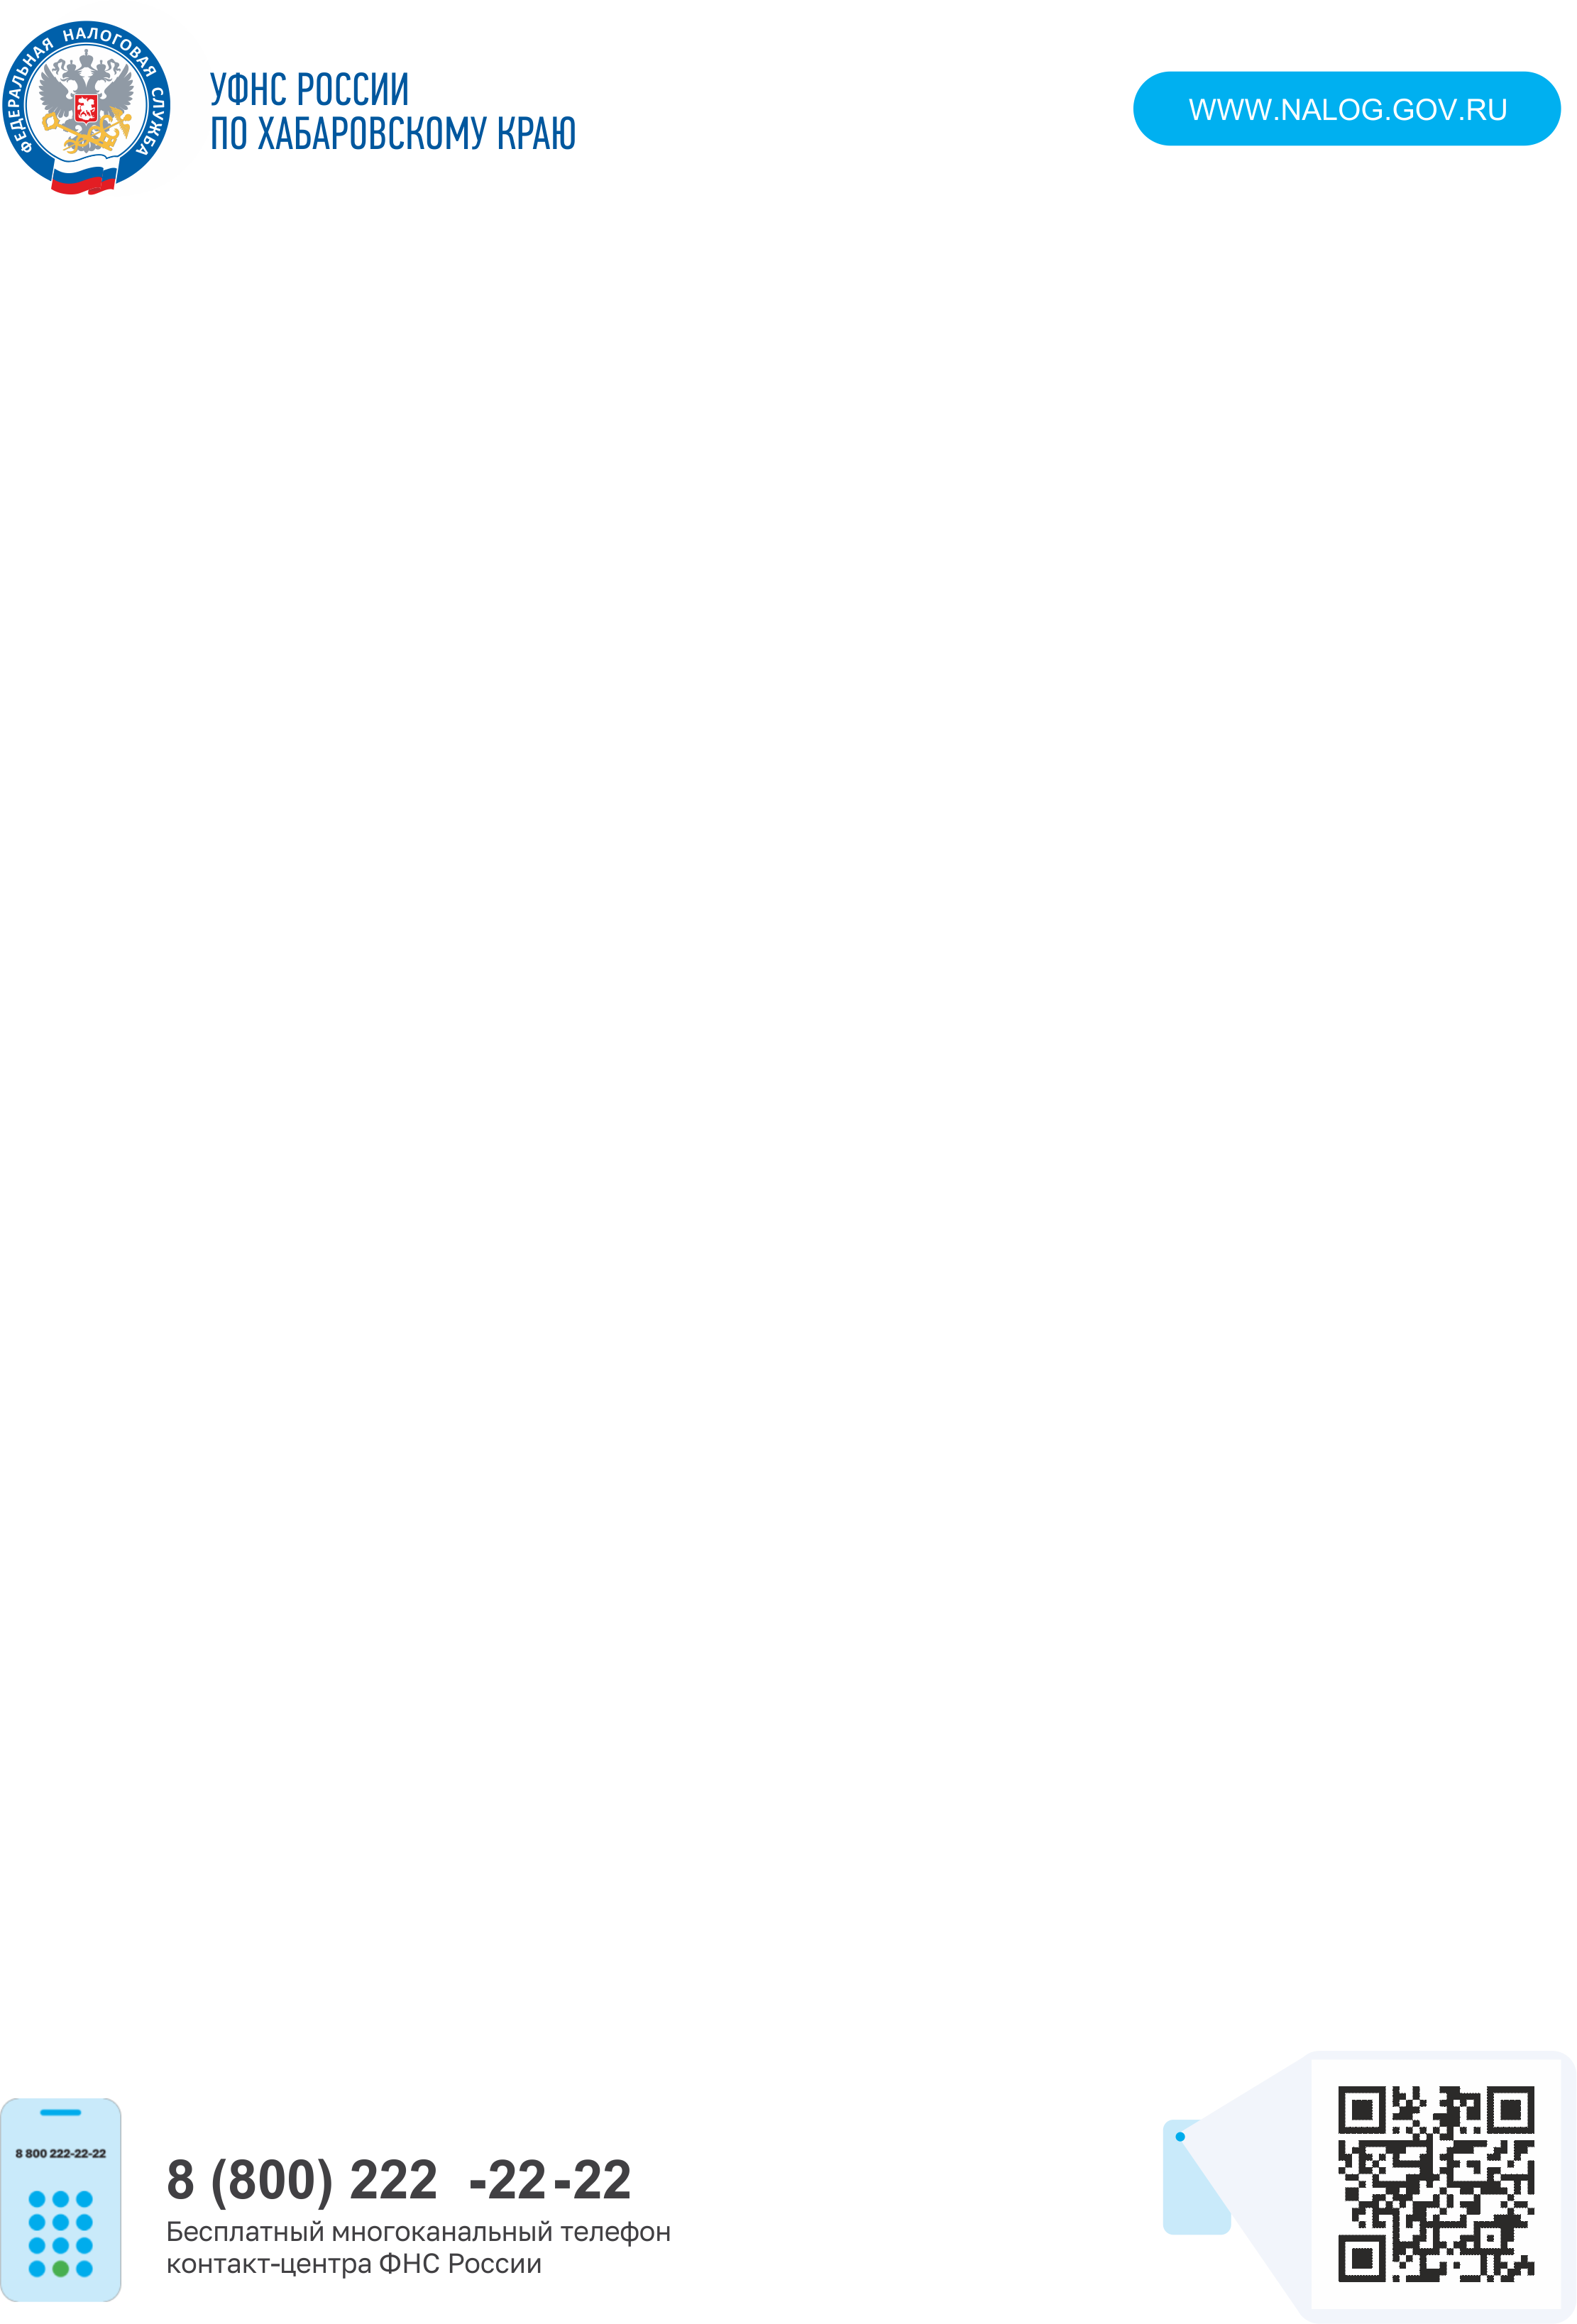 ФЕДЕРАЛЬНАЯ НАЛОГОВАЯ СЛУЖБА
УФНС РОССИИ
ПО ХАБАРОВСКОМУ КРАЮ
WWW.NALOG.GOV.RU
8 800 222-22-22
8 (800) 222 -22-22
Бесплатный многоканальный телефон
контакт-центра ФНС России